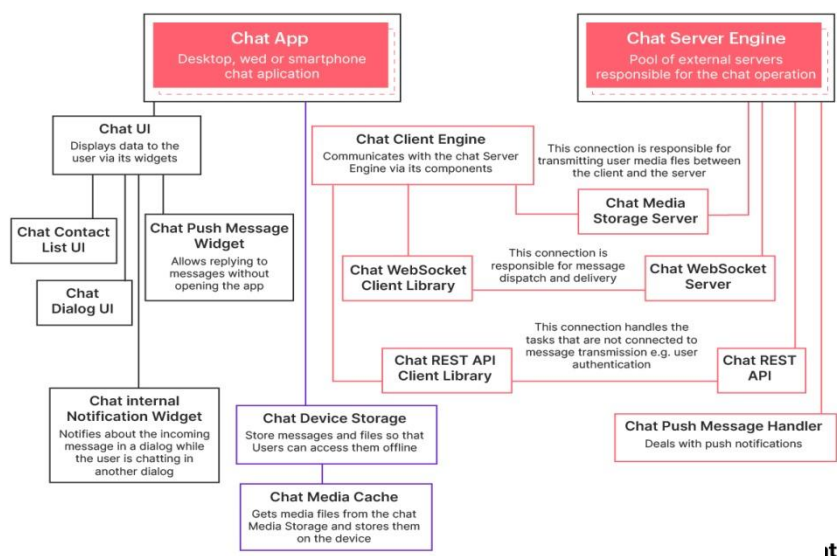 Chat App
Desktop, wed or smartphone
chat aplication
Chat Server Engine
Pool of external servers
responsible for the chat operation
Chat UI
Displays data to the
user via its widgets
Chat Client Engine
Communicates with the chat Server
Engine via its components
This connection is responsible for
transmitting user media fles between
the client and the server
Chat Media
Storage Server
Chat Contact
List UI
Chat Push Message
Widget
Allows replying to
messages without
opening the app
Chat
Dialog UI
Chat WebSocket
Client Library
This connection is
responsible for message
dispatch and delivery
Chat WebSocket
Server
This connection handles the
tasks that are not connected to
message transmission e.g. user
authentication
Chat REST API
Client Library
Chat REST
API
Chat internal
Notification Widget
Notifies about the incoming
message in a dialog while
the user is chatting in
another dialog
Chat Device Storage
Store messages and files so that
Users can access them offline
Chat Push Message Handler
Deals with push notifications
Chat Media Cache
Gets media files from the chat
Media Storage and stores them
on the device